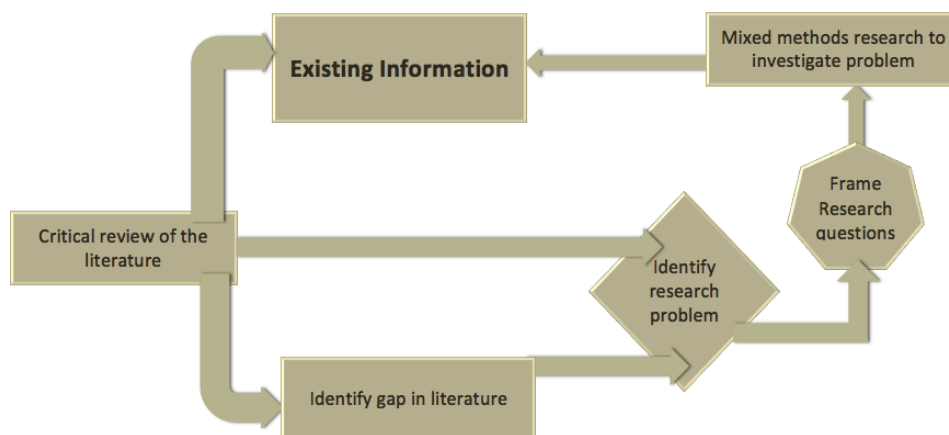 Existing Information
Mixed methods research to
investigate problem
Critical review of the
literature
Frame
Research
questions
Identify
research
problem
Identify gap in literature